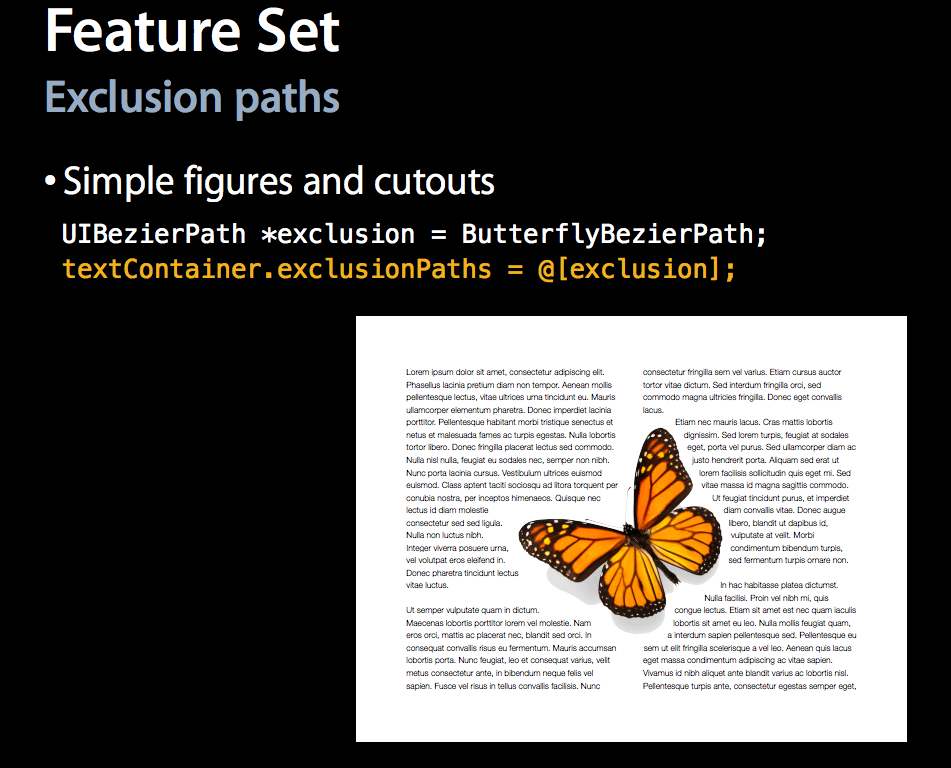 Feature Set
Exclusion paths
• Simple figures and cutouts
UIBezierPath *exclusion = ButterflyBezierPath;
textContainer.exclusionPaths = @[exclusion];
Lorem ipsum dolor sit amet, consectetur adipiscing elit.
Phasellus lacinia pretium diam non tempor. Aenean mollis
pellentesque lectus, vitae ultrices urna tincidunt eu. Mauris
ullamcorper elementum pharetra. Donec imperdiet lacinia
porttitor. Pellentesque habitant morbi tristique senectus et
netus et malesuada fames ac turpis egestas. Nulla lobortis
tortor libero. Donec fringilla placerat lectus sed commodo.
Nulla nisl nulla, feugiat eu sodales nec, semper non nibh.
Nunc porta lacinia cursus. Vestibulum ultrices euismod
euismod. Class aptent taciti sociosqu ad litora torquent per
conubia nostra, per inceptos himenaeos. Quisque nec
lectus id diam molestie
consectetur sed sed ligula.
Nulla non luctus nibh.
Integer viverra posuere urna,
vel volutpat eros eleifend in.
Donec pharetra tincidunt lectus
vitae luctus.
Ut semper vulputate quam in dictum.
Maecenas lobortis porttitor lorem vel molestie. Nam
eros orci, mattis ac placerat nec, blandit sed orci. In
consequat convallis risus eu fermentum. Mauris accumsan
lobortis porta. Nunc feugiat, leo et consequat varius, velit
metus consectetur ante, in bibendum neque felis vel
sapien. Fusce vel risus in tellus convallis facilisis. Nunc
consectetur fringilla sem vel varius. Etiam cursus auctor
tortor vitae dictum. Sed interdum fringilla orci, sed
commodo magna ultricies fringilla. Donec eget convallis
lacus.
Etiam nec mauris lacus. Cras mattis lobortis
dignissim. Sed lorem turpis, feugiat at sodales
eget, porta vel purus. Sed ullamcorper diam ac
justo hendrerit porta. Aliquam sed erat ut
lorem facilisis sollicitudin quis eget mi. Sed
vitae massa id magna sagittis commodo.
Ut feugiat tincidunt purus, et imperdiet
diam convallis vitae. Donec augue
libero, blandit ut dapibus id,
vulputate at velit. Morbi
condimentum bibendum turpis,
sed fermentum turpis ornare non.
In hac habitasse platea dictumst.
Nulla facilisi. Proin vel nibh mi, quis
congue lectus. Etiam sit amet est nec quam iaculis
lobortis sit amet eu leo. Nulla mollis feugiat quam,
a interdum sapien pellentesque sed. Pellentesque eu
sem ut elit fringilla scelerisque a vel leo. Aenean quis lacus
eget massa condimentum adipiscing ac vitae sapien.
Vivamus id nibh aliquet ante blandit varius ac lobortis nisl.
Pellentesque turpis ante, consectetur egestas semper eget,